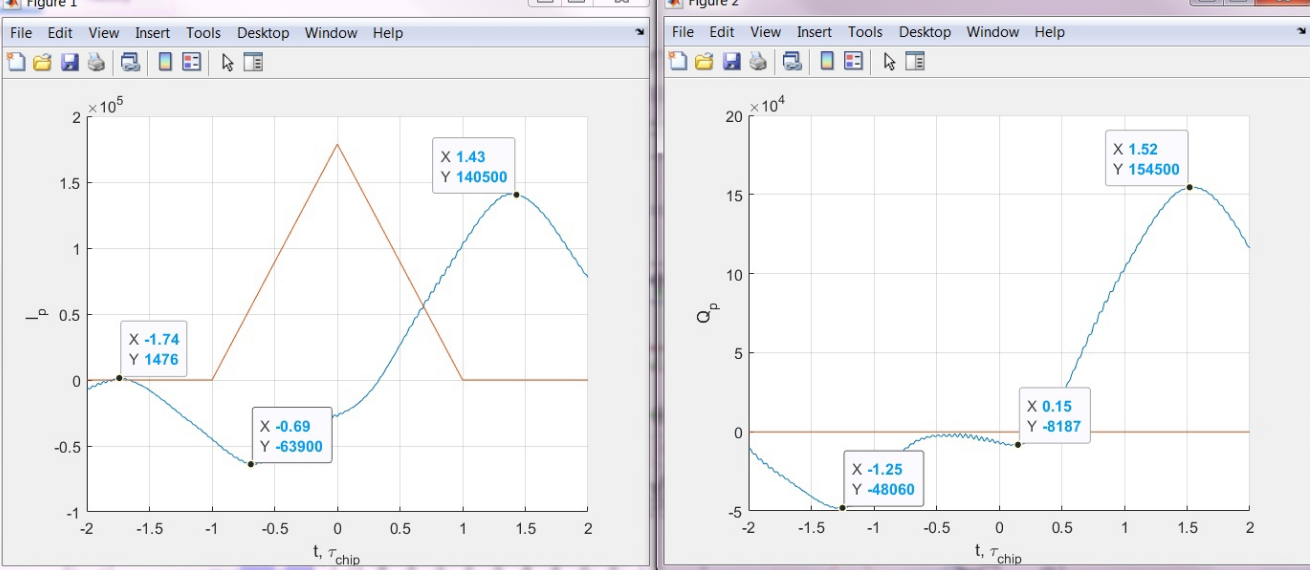 Figure 1
File Edit View Insert Tools Desktop Window Help
×10⁵
2
1.5
1
0.5
0
-0.5
-1
I_p
X 1.43
Y 140500
X -1.74
Y 1476
X -0.69
Y -63900
-2 -1.5 -1 -0.5 0 0.5 1 1.5 2
t, τ_chip
Figure 2
File Edit View Insert Tools Desktop Window Help
×10⁴
20
15
10
5
0
-5
Q_p
X 1.52
Y 154500
X 0.15
Y -8187
X -1.25
Y -48060
-2 -1.5 -1 -0.5 0 0.5 1 1.5 2
t, τ_chip